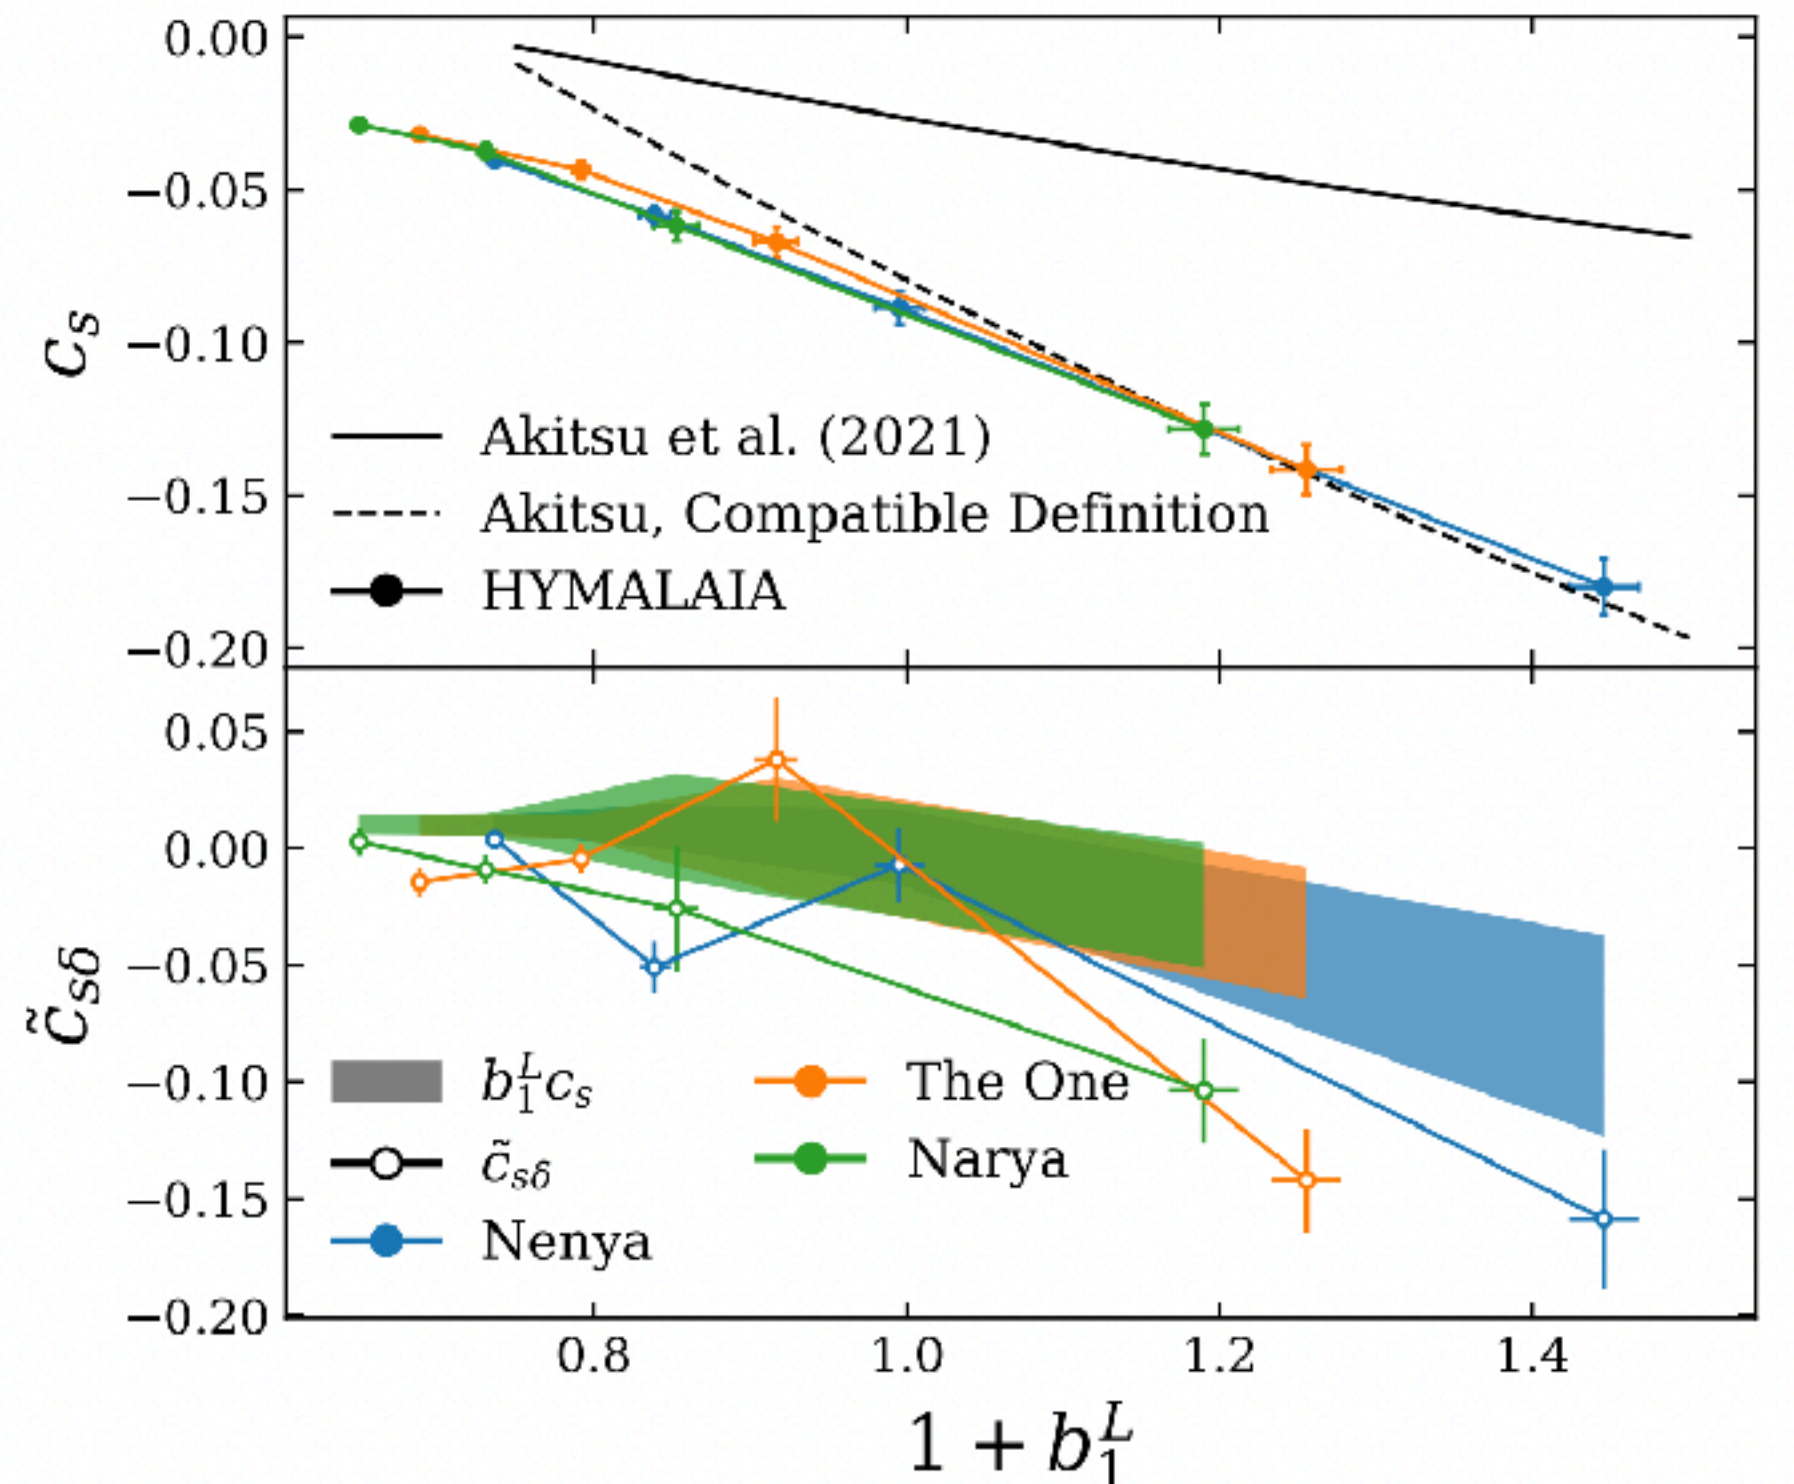 0.00
−0.05
−0.10
−0.15
−0.20
c_s
Akitsu et al. (2021)
Akitsu, Compatible Definition
HYMALAIA
0.05
0.00
−0.05
−0.10
−0.15
−0.20
c̃_{sδ}
b_1^L c_s
c̃_{sδ}
Nenya
The One
Narya
0.8 1.0 1.2 1.4
1 + b_1^L